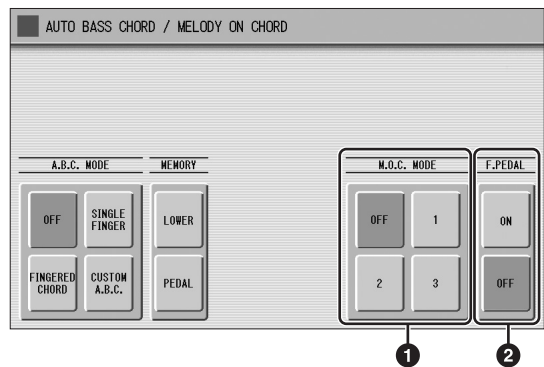 AUTO BASS CHORD / MELODY ON CHORD
A.B.C. MODE
MEMORY
M.O.C. MODE
F.PEDAL
OFF
SINGLE FINGER
LOWER
OFF
1
ON
FINGERED CHORD
CUSTOM A.B.C.
PEDAL
2
3
OFF
1
2